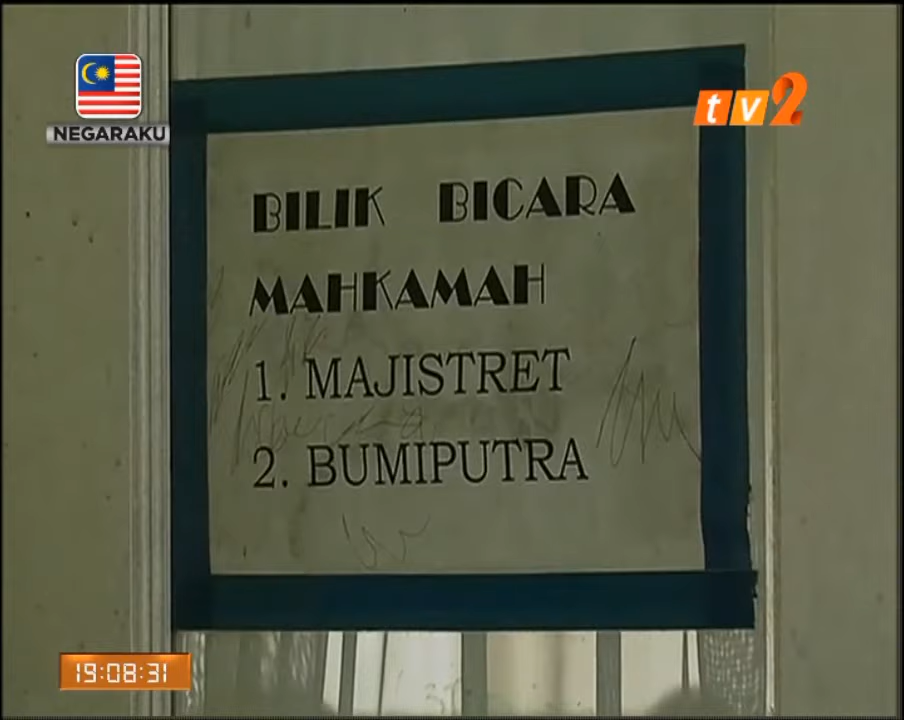 NEGARAKU
tv2
BILIK BICARA
MAHKAMAH
1. MAJISTRET
2. BUMIPUTRA
19:08:31